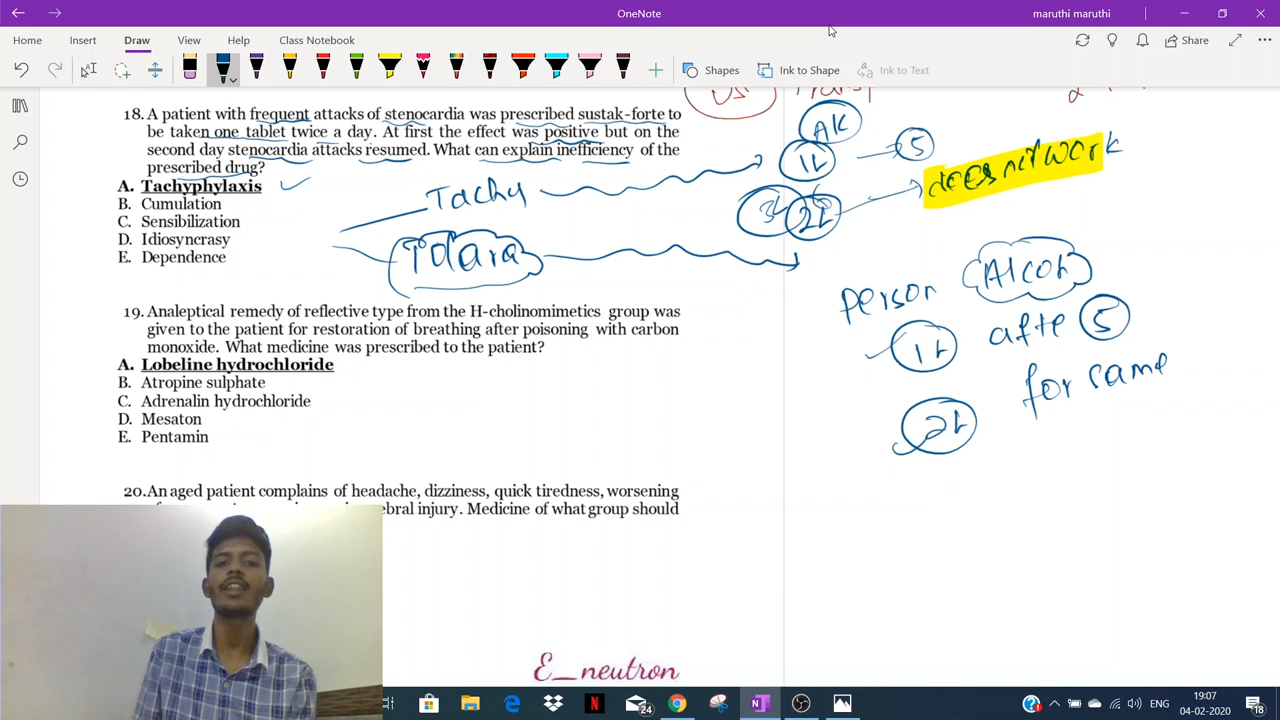 OneNote
maruthi maruthi
Home Insert Draw View Help Class Notebook
Share
Shapes Ink to Shape Ink to Text
18. A patient with frequent attacks of stenocardia was prescribed sustak-forte to
be taken one tablet twice a day. At first the effect was positive but on the
second day stenocardia attacks resumed. What can explain inefficiency of the
prescribed drug?
A. Tachyphylaxis
B. Cumulation
C. Sensibilization
D. Idiosyncrasy
E. Dependence
Tachy
AK
1t
5
3t 2t
does not work
person Alcoh
1t after 5
for same
2t
19. Analeptical remedy of reflective type from the H-cholinomimetics group was
given to the patient for restoration of breathing after poisoning with carbon
monoxide. What medicine was prescribed to the patient?
A. Lobeline hydrochloride
B. Atropine sulphate
C. Adrenalin hydrochloride
D. Mesaton
E. Pentamin
20. An aged patient complains of headache, dizziness, quick tiredness, worsening
ebral injury. Medicine of what group should
E_neutron
24
ENG
19:07
04-02-2020
18